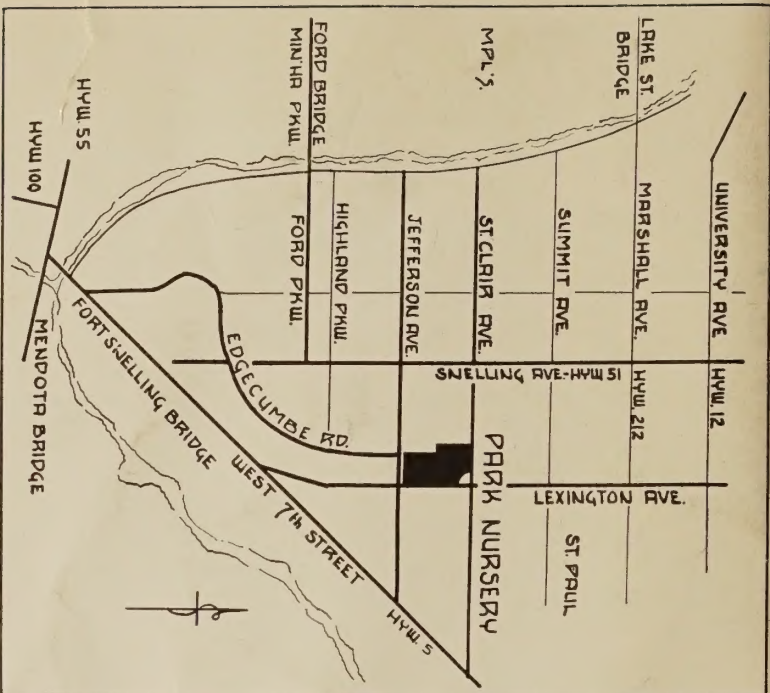 LAKE ST.
BRIDGE
MPL'S.
FORD BRIDGE
MIN'HA PKW.
HYW. 55
HYW 100
UNIVERSITY AVE HYW. 12
MARSHALL AVE. HYW. 212
SUMMIT AVE.
ST. CLAIR AVE.
JEFFERSON AVE.
HIGHLAND PKW.
FORD PKW.
SNELLING AVE-HYW 51
EDGECUMBE RD.
FORT SNELLING BRIDGE
WEST 7th STREET
HYW. 5
MENDOTA BRIDGE
PARK NURSERY
LEXINGTON AVE.
ST. PAUL